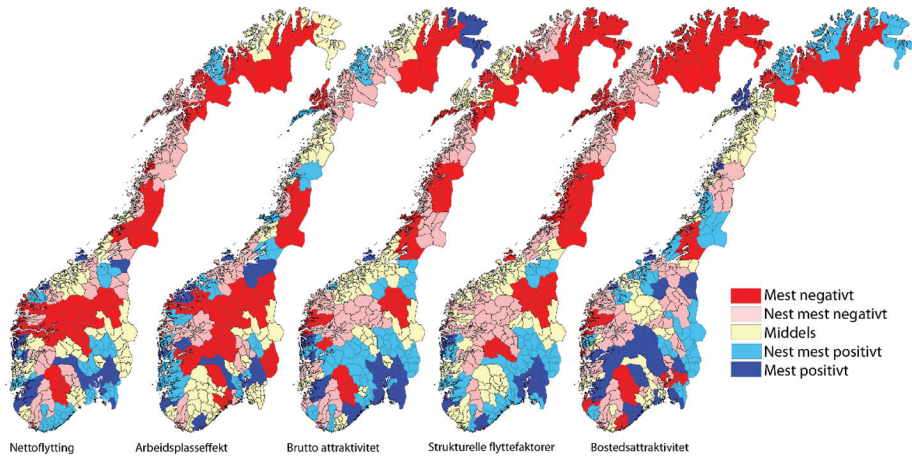 Mest negativt
Nest mest negativt
Middels
Nest mest positivt
Mest positivt
Nettoflytting
Arbeidsplasseffekt
Brutto attraktivitet
Strukturelle flyttefaktorer
Bostedsattraktivitet